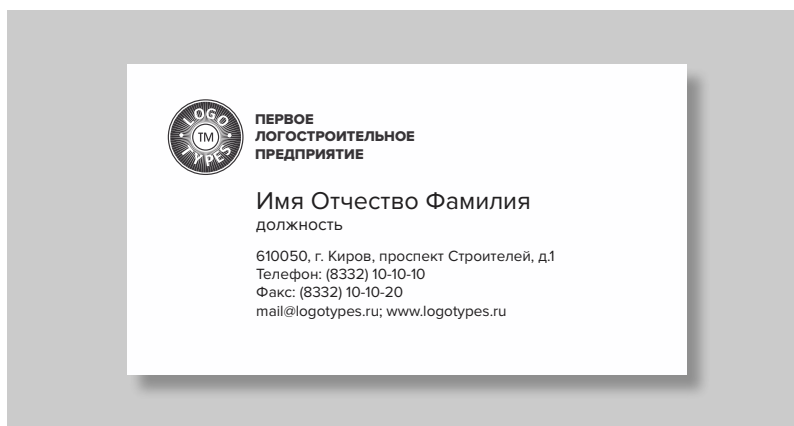 LOGO
TM
TYPES
ПЕРВОЕ
ЛОГОСТРОИТЕЛЬНОЕ
ПРЕДПРИЯТИЕ
Имя Отчество Фамилия
должность
610050, г. Киров, проспект Строителей, д.1
Телефон: (8332) 10-10-10
Факс: (8332) 10-10-20
mail@logotypes.ru; www.logotypes.ru